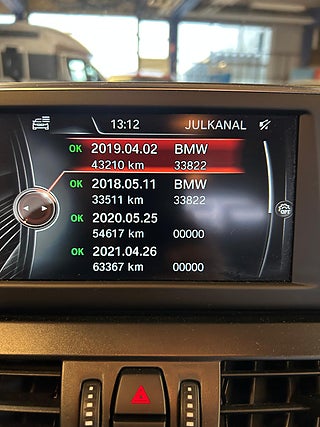 13:12 JULKANAL
OK 2019.04.02 BMW
43210 km 33822
OK 2018.05.11 BMW
33511 km 33822
OK 2020.05.25
54617 km 00000
OK 2021.04.26
63367 km 00000
OFF